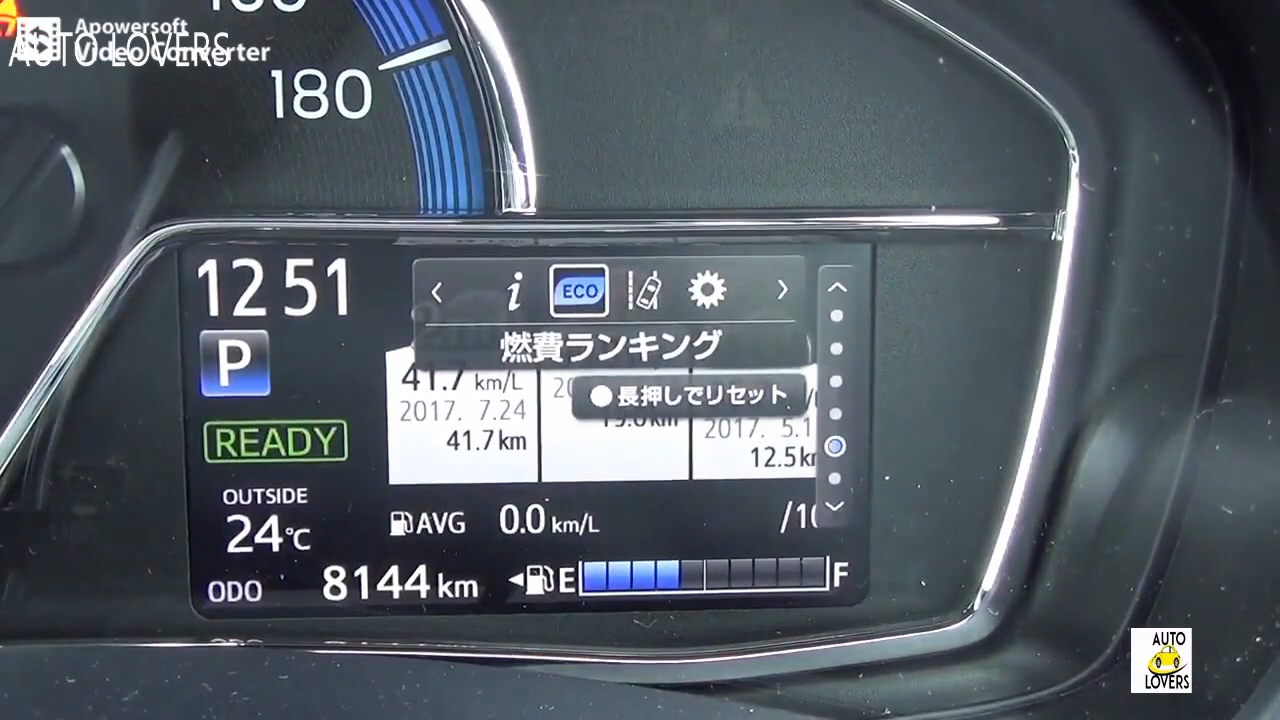 Apowersoft
Video Converter
AUTO LOVERS
180
12 51
i
ECO
燃費ランキング
P
41.7 km/L
長押しでリセット
2017. 7.24
2017. 5.1
41.7 km
12.5
READY
OUTSIDE
24℃
AVG 0.0 km/L
/10
ODO 8144 km
E F
AUTO
LOVERS